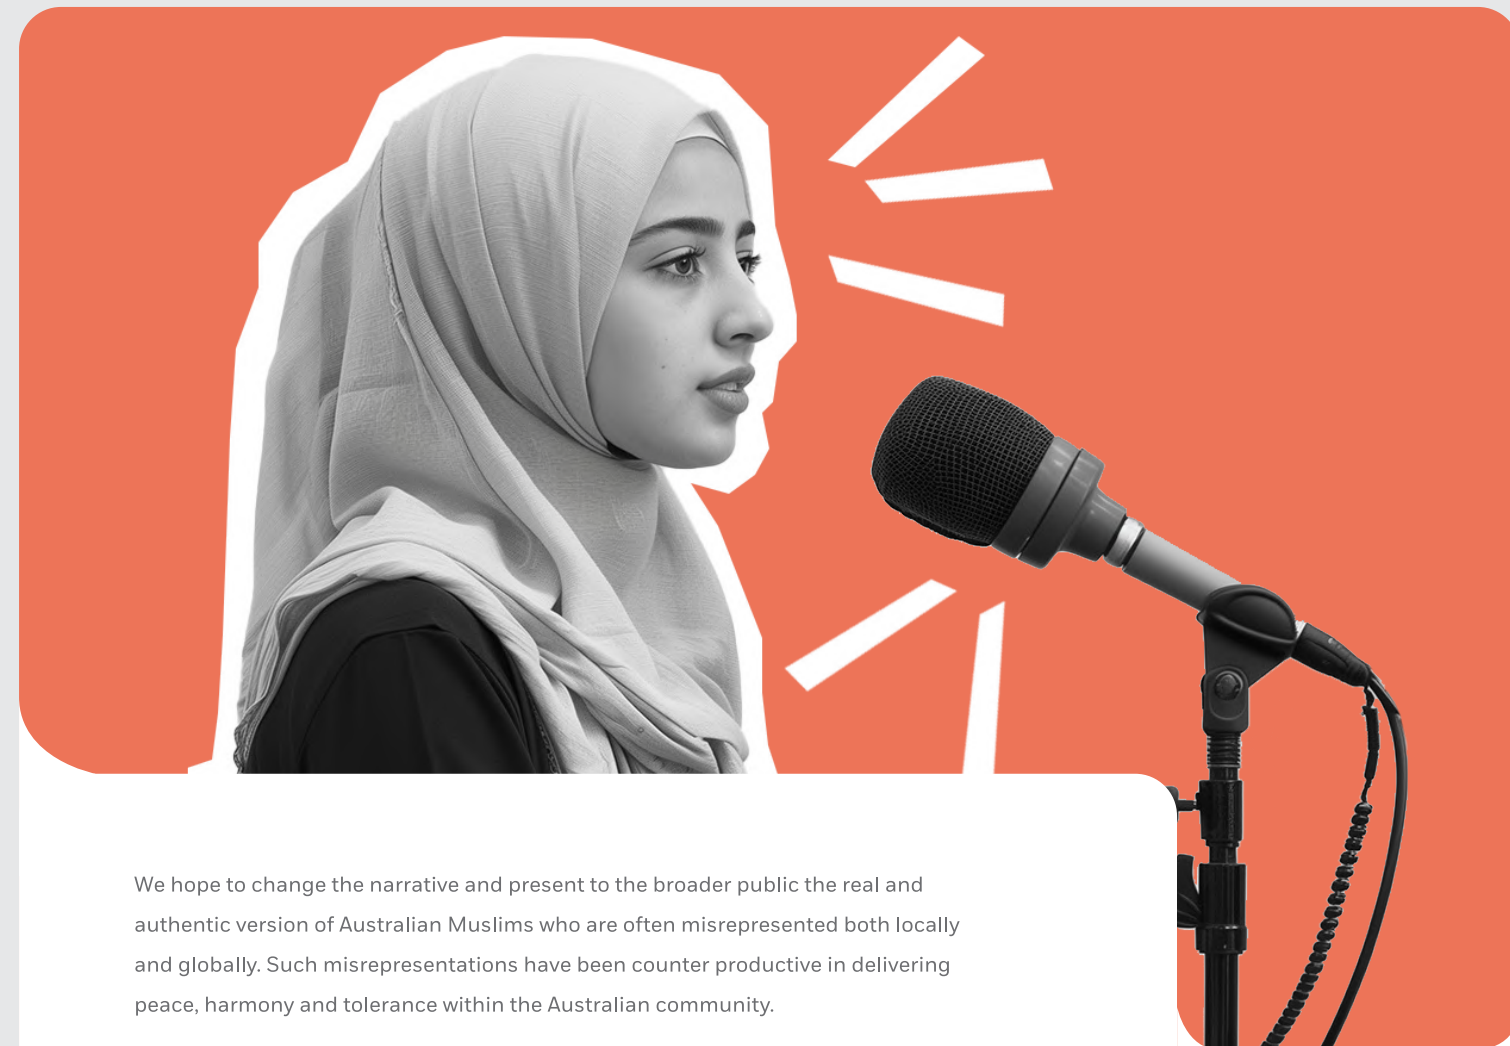 We hope to change the narrative and present to the broader public the real and
authentic version of Australian Muslims who are often misrepresented both locally
and globally. Such misrepresentations have been counter productive in delivering
peace, harmony and tolerance within the Australian community.